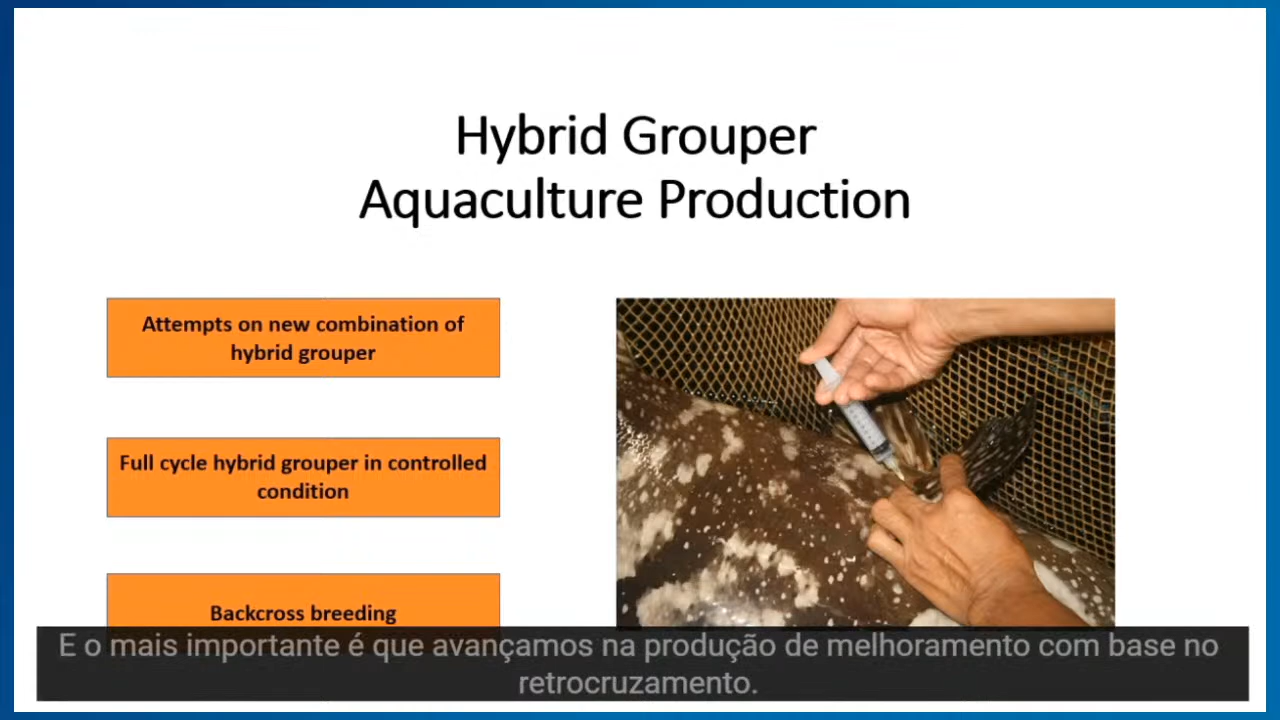 Hybrid Grouper
Aquaculture Production
Attempts on new combination of
hybrid grouper
Full cycle hybrid grouper in controlled
condition
Backcross breeding
E o mais importante é que avançamos na produção de melhoramento com base no
retrocruzamento.